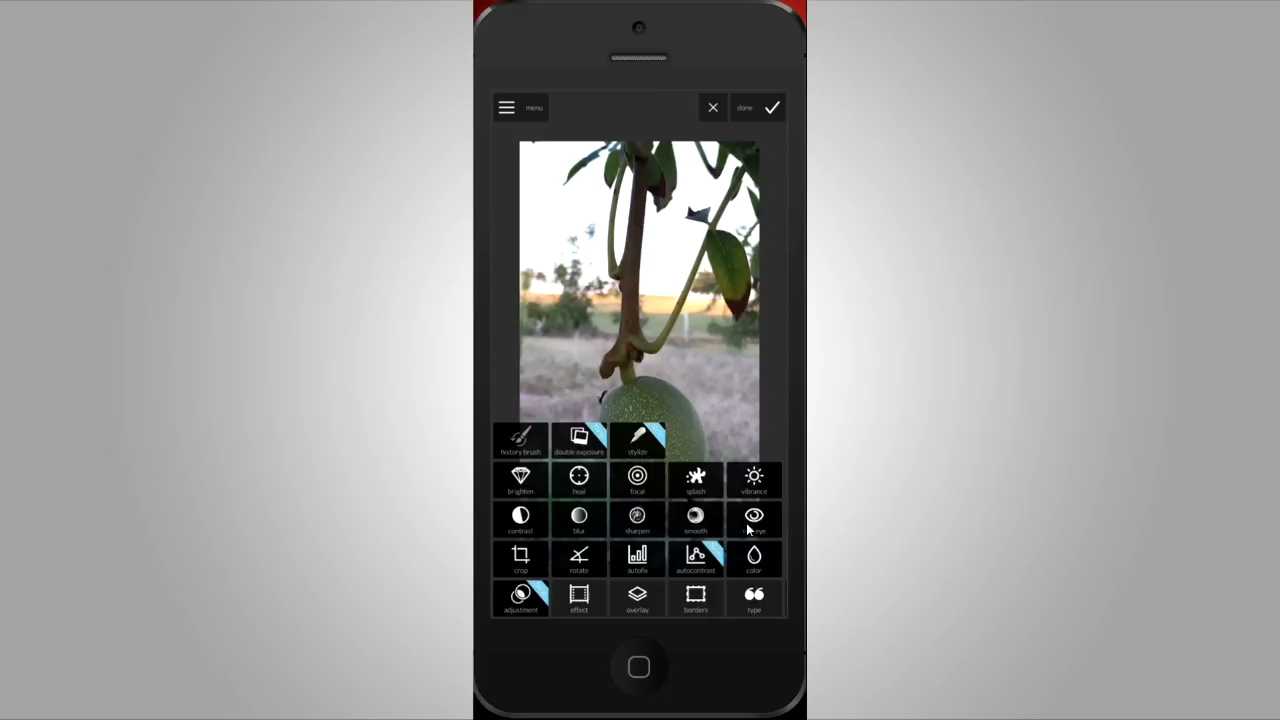 menu done
history brush double exposure stylize
brighten heal focal splash vibrance
contrast blur sharpen smooth eye
crop rotate autofix autocontrast color
adjustment effect overlay borders type